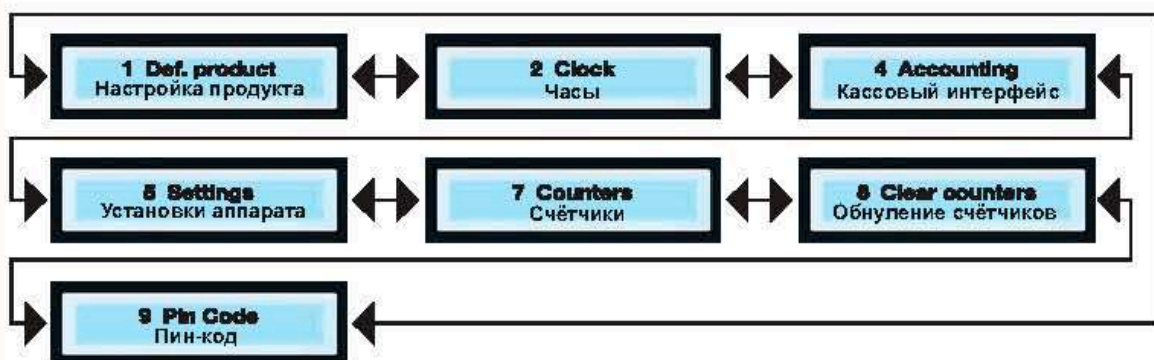 1 Def. product
Настройка продукта
2 Clock
Часы
4 Accounting
Кассовый интерфейс
5 Settings
Установки аппарата
7 Counters
Счётчики
8 Clear counters
Обнуление счётчиков
9 Pin Code
Пин-код